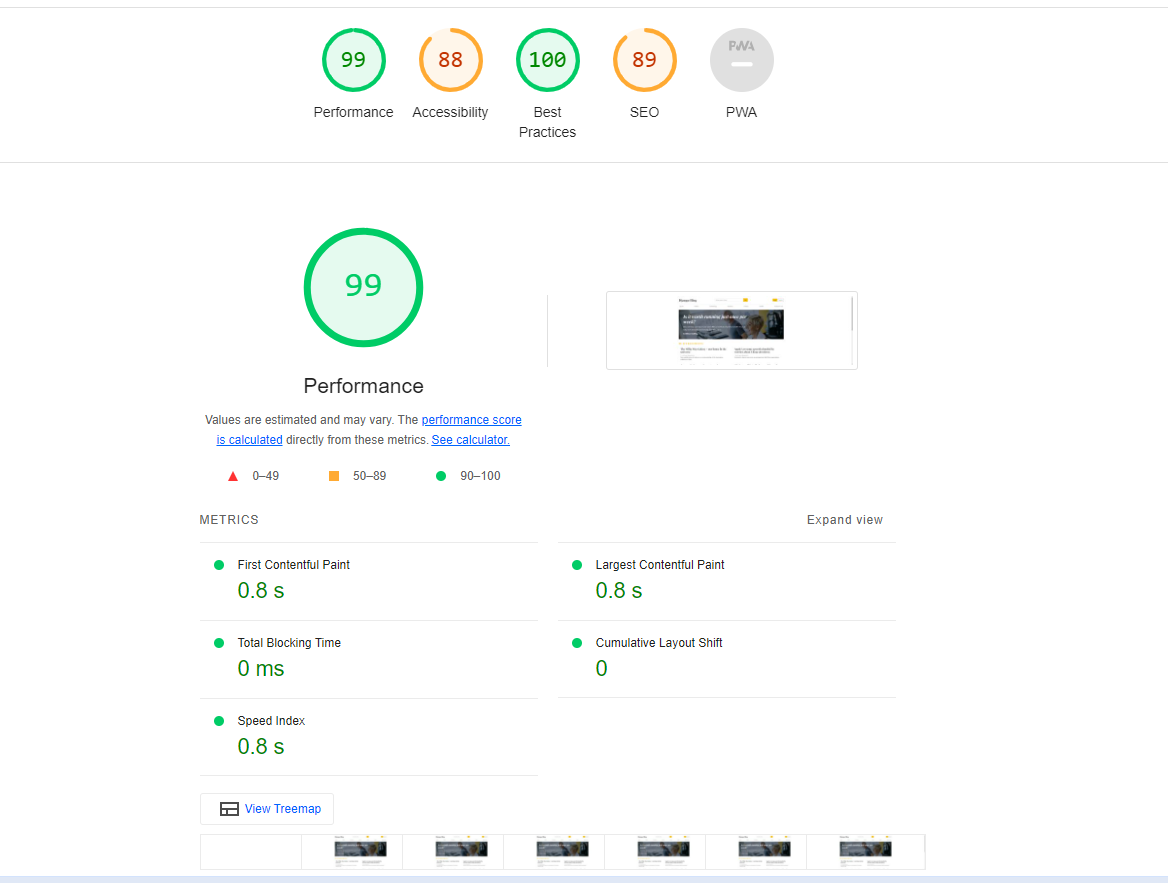 99
88
100
89
PWA
Performance
Accessibility
Best
Practices
SEO
PWA
99
Performance
Values are estimated and may vary. The performance score
is calculated directly from these metrics. See calculator.
0–49
50–89
90–100
METRICS
Expand view
First Contentful Paint
0.8 s
Largest Contentful Paint
0.8 s
Total Blocking Time
0 ms
Cumulative Layout Shift
0
Speed Index
0.8 s
View Treemap